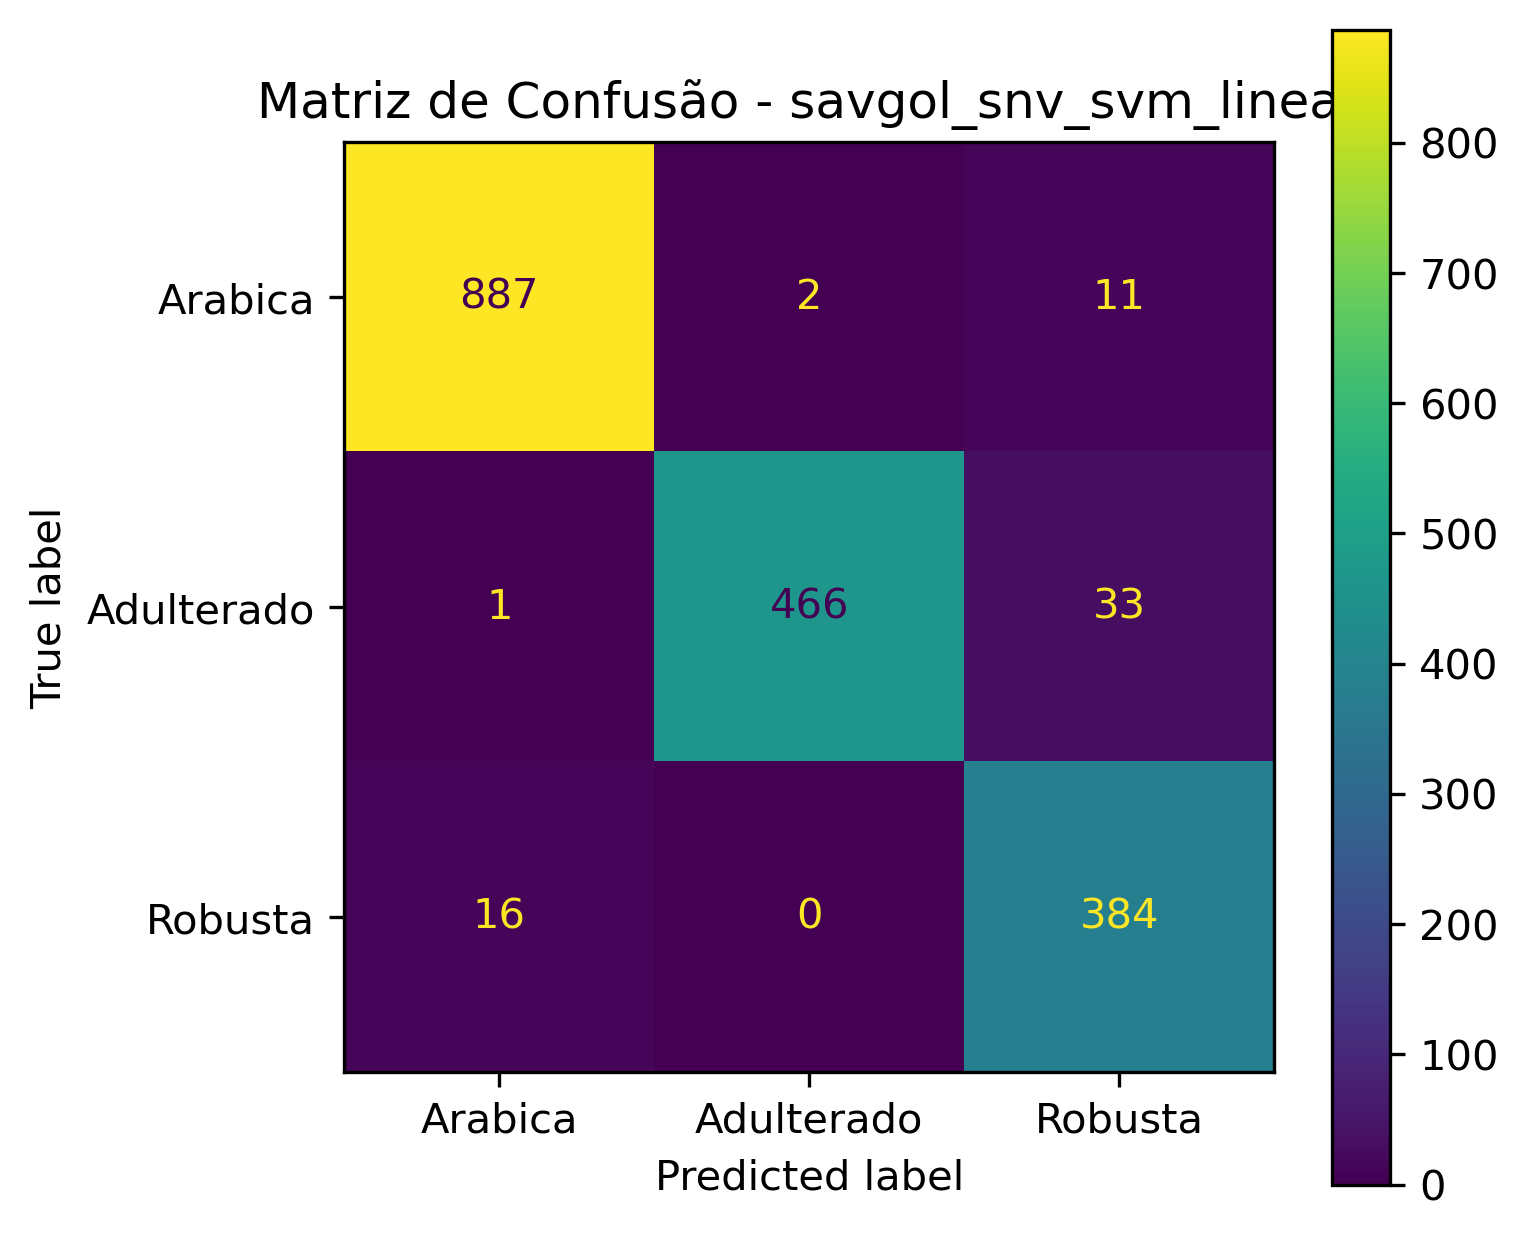 Matriz de Confusão - savgol_snv_svm_linea
True label
Arabica
887 2 11
Adulterado
1 466 33
Robusta
16 0 384
Arabica Adulterado Robusta
Predicted label
800
700
600
500
400
300
200
100
0